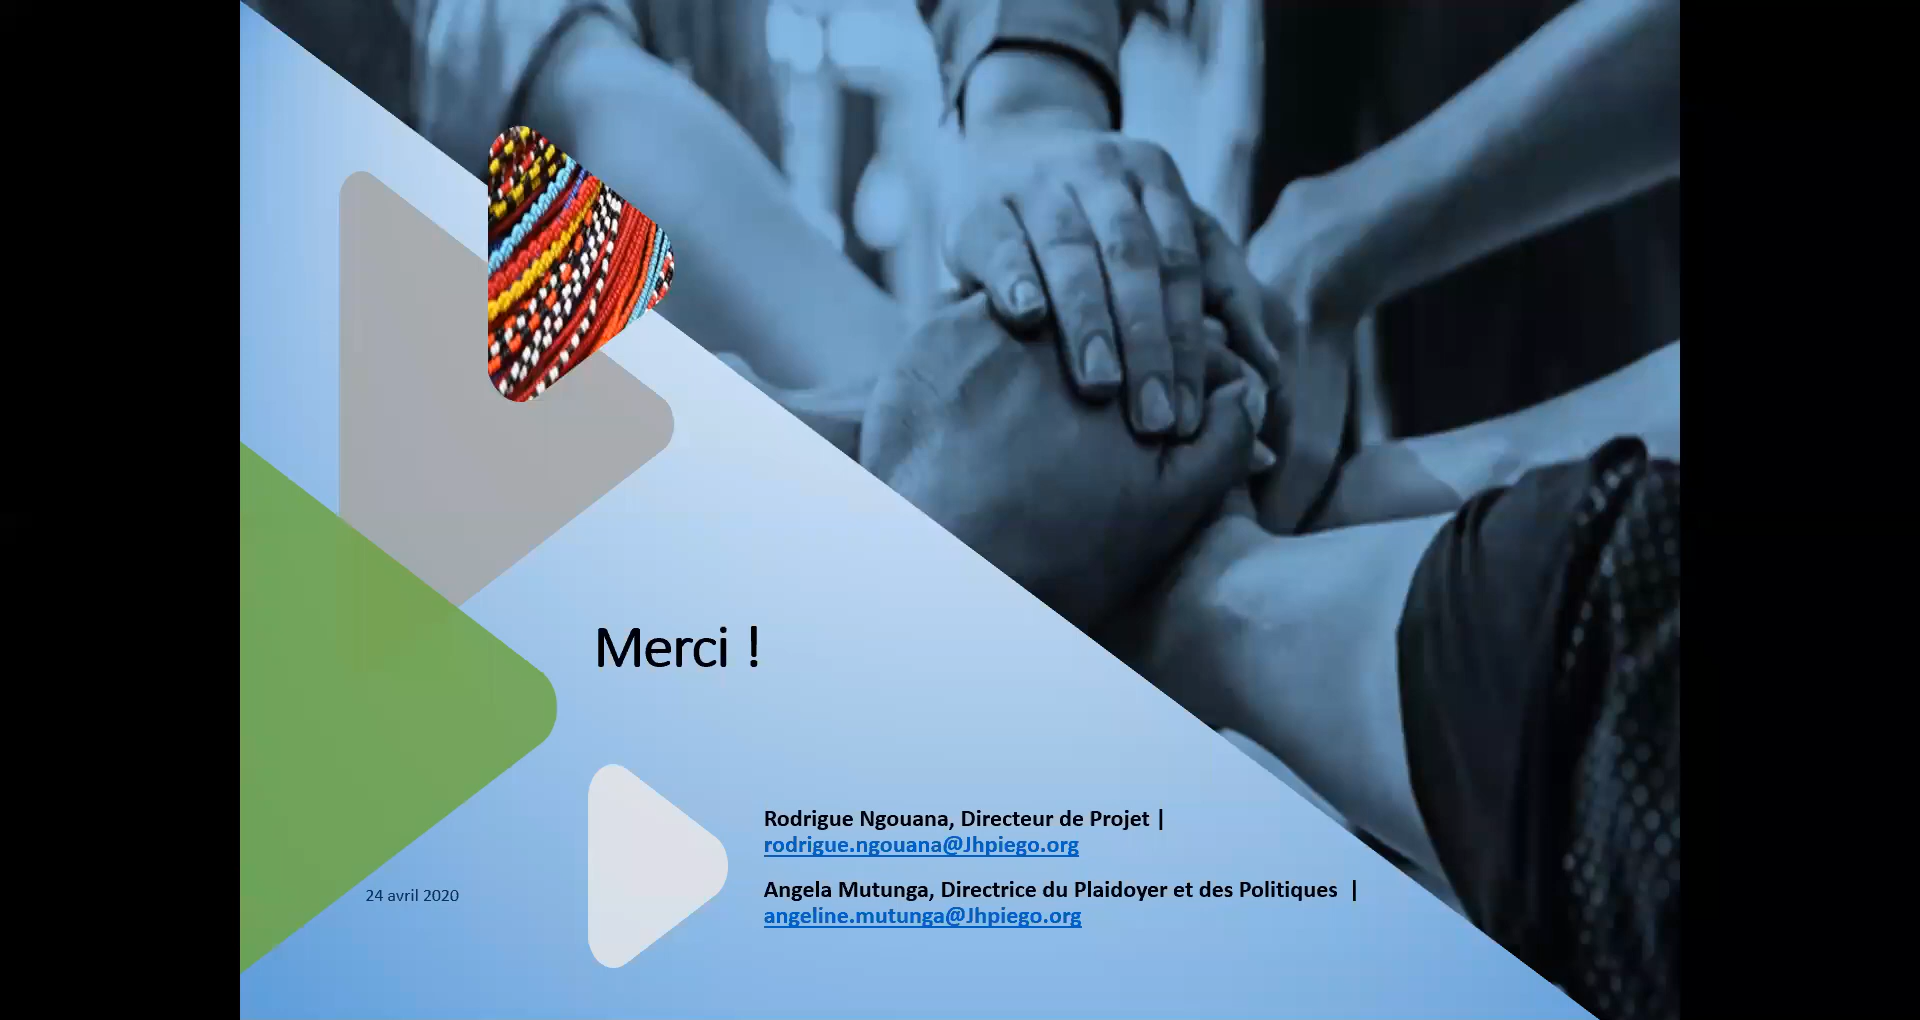 Merci !
Rodrigue Ngouana, Directeur de Projet |
rodrigue.ngouana@Jhpiego.org
Angela Mutunga, Directrice du Plaidoyer et des Politiques |
angeline.mutunga@Jhpiego.org
24 avril 2020